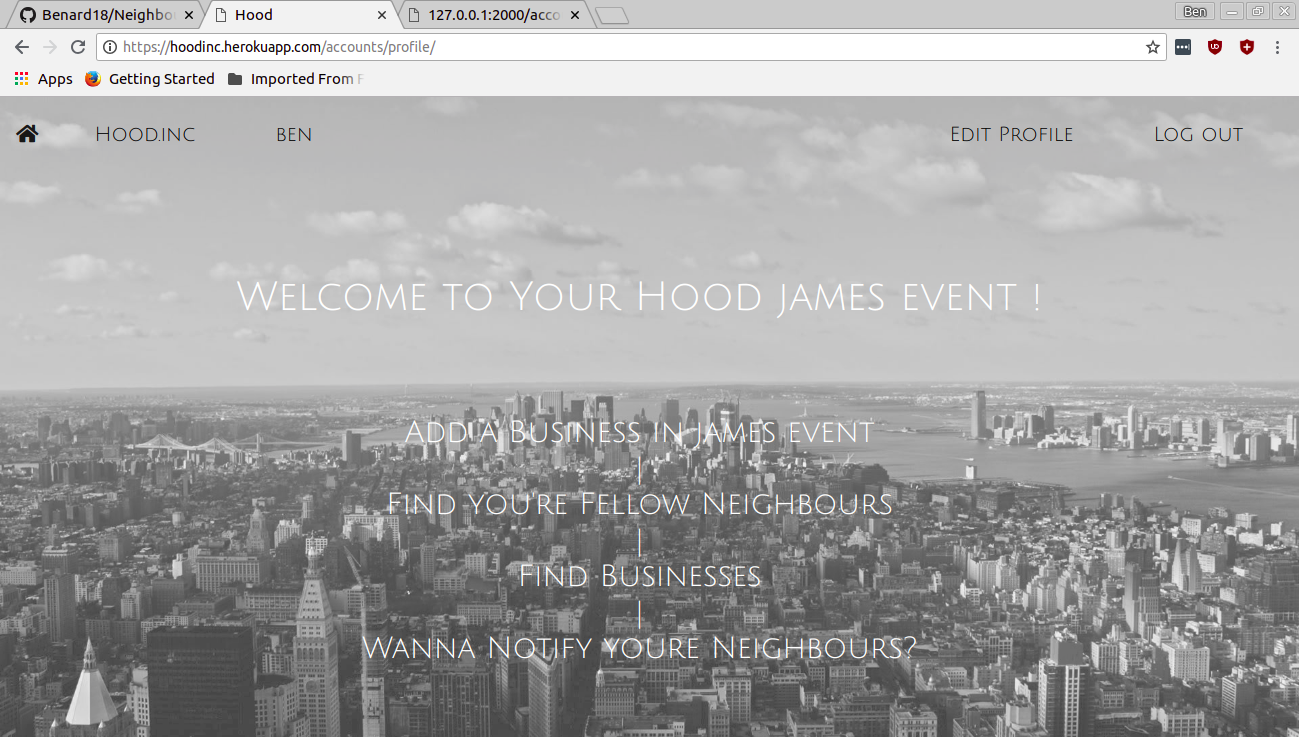 Benard18/Neighbou
Hood
127.0.0.1:2000/acco
Ben
https://hoodinc.herokuapp.com/accounts/profile/
Apps
Getting Started
Imported From F
Hood.inc
ben
Edit Profile
Log out
Welcome to Your Hood james event !
Add a Business in james event
|
Find you're Fellow Neighbours
|
Find Businesses
|
Wanna Notify youre Neighbours?